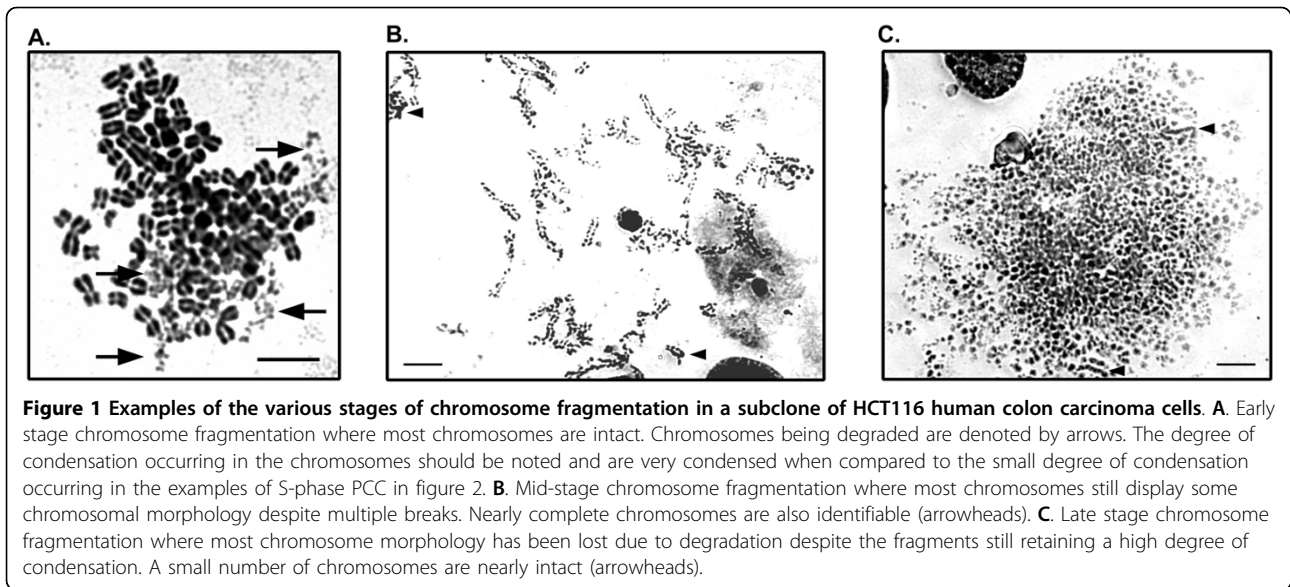 A.
B.
C.
Figure 1 Examples of the various stages of chromosome fragmentation in a subclone of HCT116 human colon carcinoma cells. A. Early
stage chromosome fragmentation where most chromosomes are intact. Chromosomes being degraded are denoted by arrows. The degree of
condensation occurring in the chromosomes should be noted and are very condensed when compared to the small degree of condensation
occurring in the examples of S-phase PCC in figure 2. B. Mid-stage chromosome fragmentation where most chromosomes still display some
chromosomal morphology despite multiple breaks. Nearly complete chromosomes are also identifiable (arrowheads). C. Late stage chromosome
fragmentation where most chromosome morphology has been lost due to degradation despite the fragments still retaining a high degree of
condensation. A small number of chromosomes are nearly intact (arrowheads).